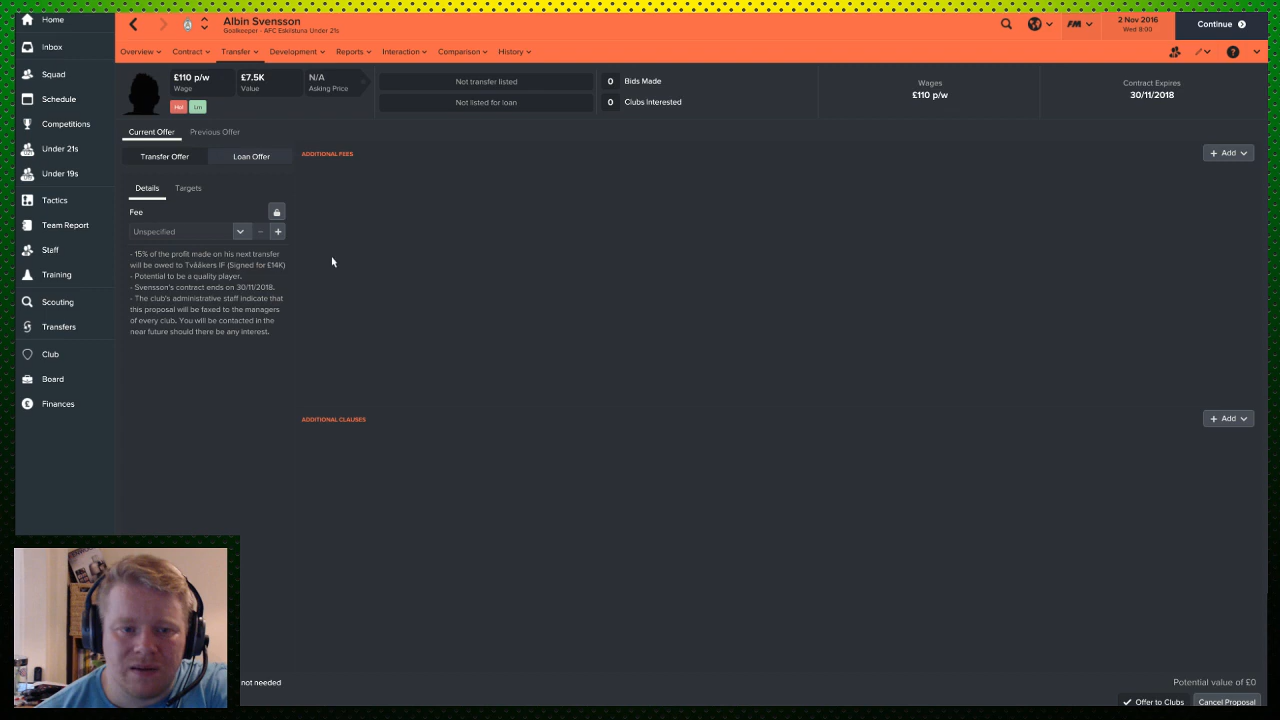 Home
Albin Svensson
Goalkeeper - AFC Eskilstuna Under 21s
2 Nov 2016
Wed 8:00
Continue
FM
Inbox
Overview
Contract
Transfer
Development
Reports
Interaction
Comparison
History
Squad
Schedule
Competitions
Under 21s
Under 19s
Tactics
Team Report
Staff
Training
Scouting
Transfers
Club
Board
Finances
£110 p/w
Wage
£7.5K
Value
N/A
Asking Price
Hol
Lrn
Not transfer listed
Not listed for loan
0 Bids Made
0 Clubs Interested
Wages
£110 p/w
Contract Expires
30/11/2018
Current Offer
Previous Offer
Transfer Offer
Loan Offer
ADDITIONAL FEES
+ Add
Details
Targets
Fee
Unspecified
- 15% of the profit made on his next transfer
will be owed to Tvååkers IF (Signed for £14K)
- Potential to be a quality player.
- Svensson's contract ends on 30/11/2018.
- The club's administrative staff indicate that
this proposal will be faxed to the managers
of every club. You will be contacted in the
near future should there be any interest.
ADDITIONAL CLAUSES
+ Add
not needed
Potential value of £0
Offer to Clubs
Cancel Proposal